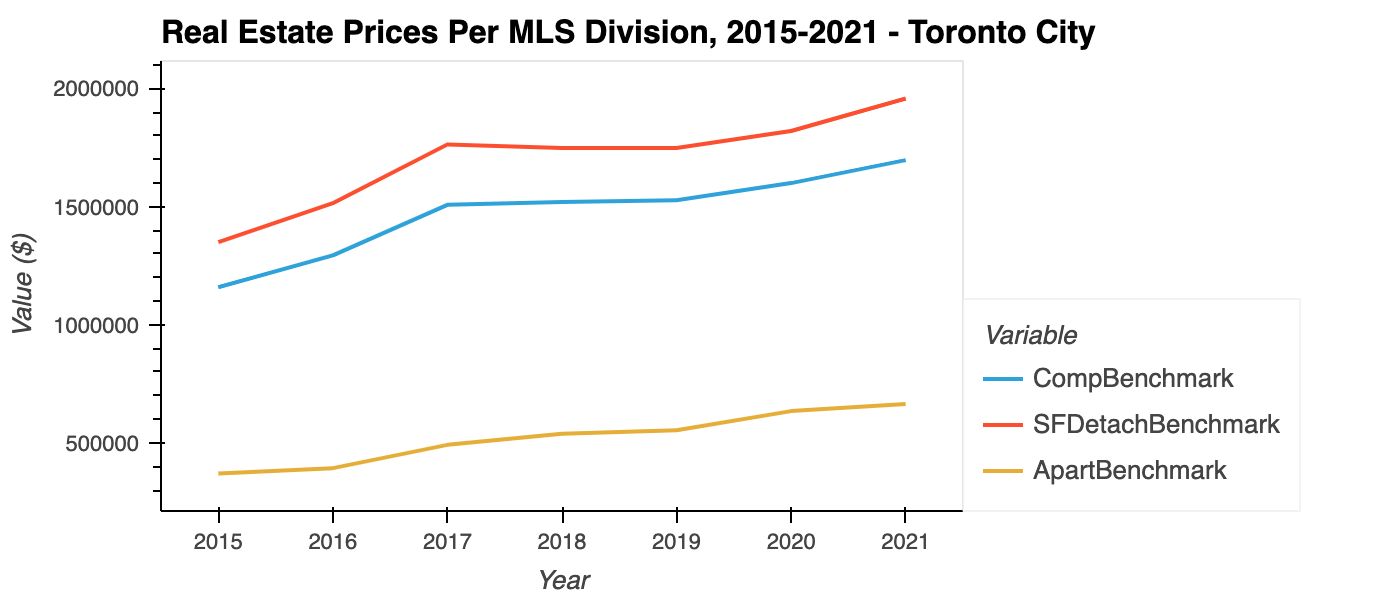 Real Estate Prices Per MLS Division, 2015-2021 - Toronto City
Value ($)
2000000
1500000
1000000
500000
2015 2016 2017 2018 2019 2020 2021
Year
Variable
CompBenchmark
SFDetachBenchmark
ApartBenchmark